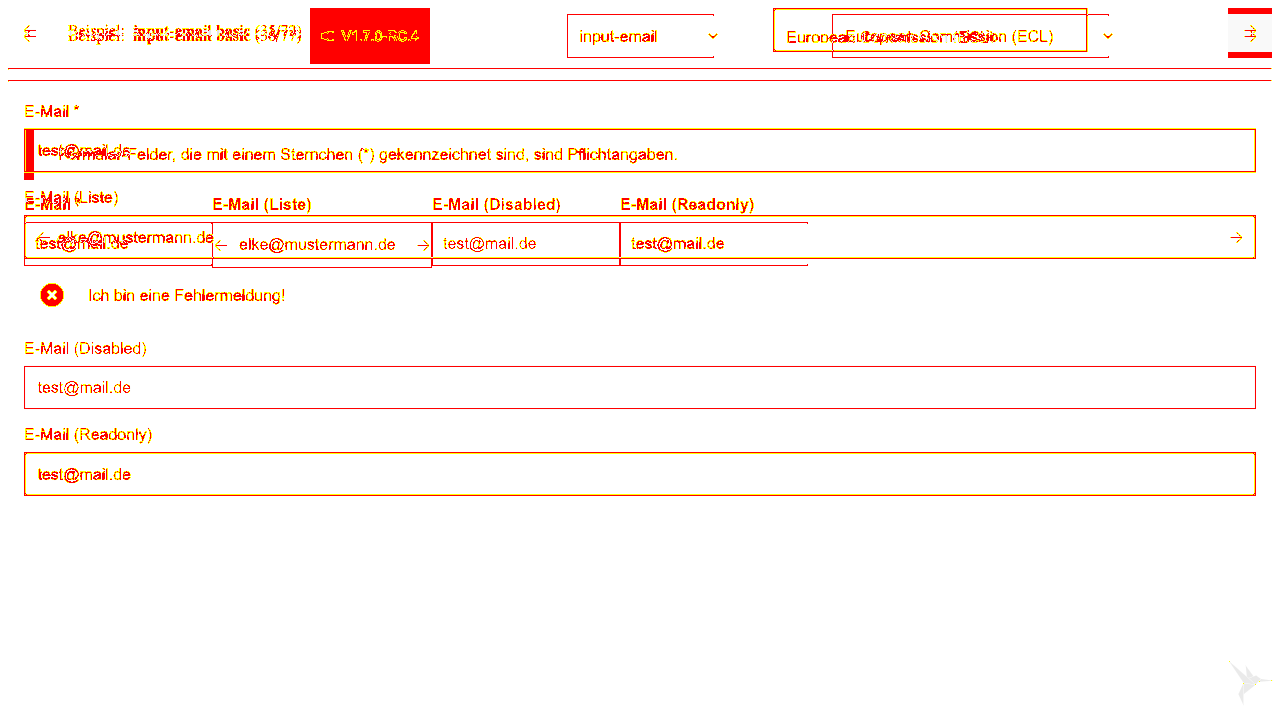 Beispiel: input-email basic
V1.7.0-RC.4
input-email
European Commission (ECL)
E-Mail *
test@mail.de
Formular-Felder, die mit einem Sternchen (*) gekennzeichnet sind, sind Pflichtangaben.
E-Mail (Liste)
E-Mail * E-Mail (Liste) E-Mail (Disabled) E-Mail (Readonly)
elke@mustermann.de
test@mail.de elke@mustermann.de test@mail.de test@mail.de
Ich bin eine Fehlermeldung!
E-Mail (Disabled)
test@mail.de
E-Mail (Readonly)
test@mail.de